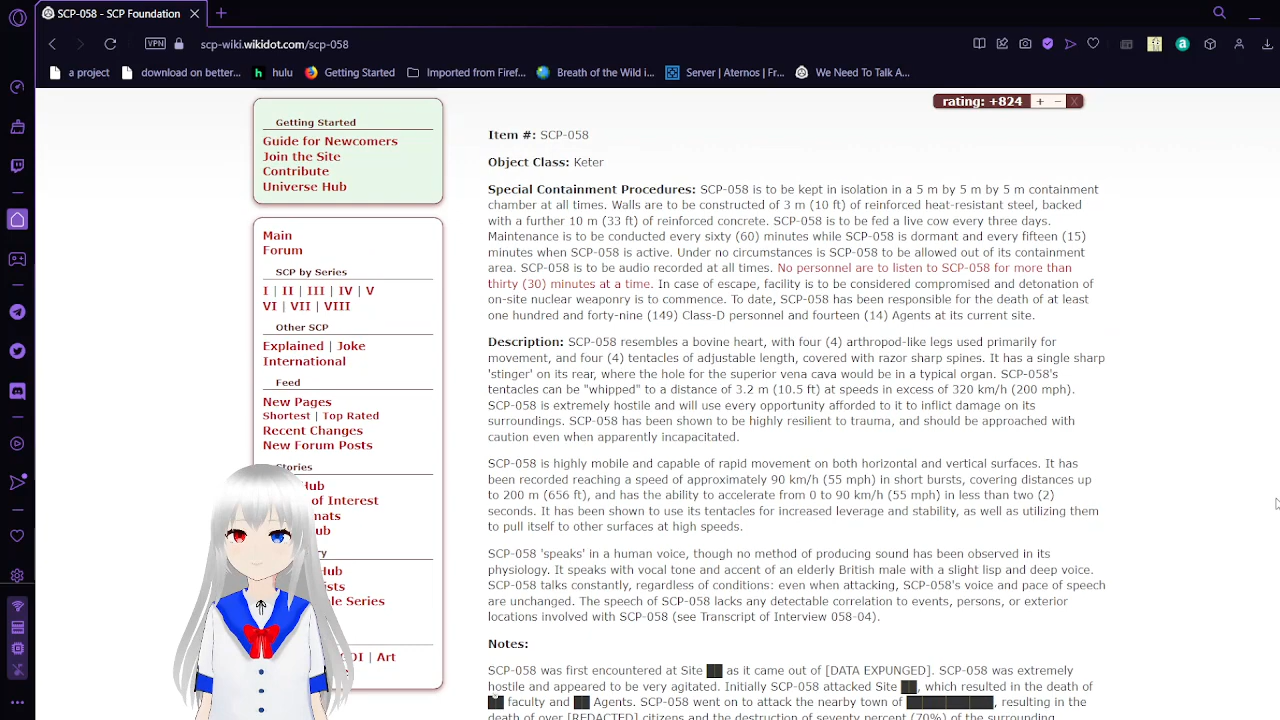 SCP-058 - SCP Foundation
VPN scp-wiki.wikidot.com/scp-058
a project download on better... hulu Getting Started Imported from Firef... Breath of the Wild i... Server | Aternos | Fr... We Need To Talk A...
rating: +824 + − X
Getting Started
Guide for Newcomers
Join the Site
Contribute
Universe Hub
Main
Forum
SCP by Series
I | II | III | IV | V
VI | VII | VIII
Other SCP
Explained | Joke
International
Feed
New Pages
Shortest | Top Rated
Recent Changes
New Forum Posts
Stories
Hub
of Interest
mats
ub
ry
Hub
ists
le Series
OI | Art
Item #: SCP-058
Object Class: Keter
Special Containment Procedures: SCP-058 is to be kept in isolation in a 5 m by 5 m by 5 m containment
chamber at all times. Walls are to be constructed of 3 m (10 ft) of reinforced heat-resistant steel, backed
with a further 10 m (33 ft) of reinforced concrete. SCP-058 is to be fed a live cow every three days.
Maintenance is to be conducted every sixty (60) minutes while SCP-058 is dormant and every fifteen (15)
minutes when SCP-058 is active. Under no circumstances is SCP-058 to be allowed out of its containment
area. SCP-058 is to be audio recorded at all times. No personnel are to listen to SCP-058 for more than
thirty (30) minutes at a time. In case of escape, facility is to be considered compromised and detonation of
on-site nuclear weaponry is to commence. To date, SCP-058 has been responsible for the death of at least
one hundred and forty-nine (149) Class-D personnel and fourteen (14) Agents at its current site.
Description: SCP-058 resembles a bovine heart, with four (4) arthropod-like legs used primarily for
movement, and four (4) tentacles of adjustable length, covered with razor sharp spines. It has a single sharp
'stinger' on its rear, where the hole for the superior vena cava would be in a typical organ. SCP-058's
tentacles can be "whipped" to a distance of 3.2 m (10.5 ft) at speeds in excess of 320 km/h (200 mph).
SCP-058 is extremely hostile and will use every opportunity afforded to it to inflict damage on its
surroundings. SCP-058 has been shown to be highly resilient to trauma, and should be approached with
caution even when apparently incapacitated.
SCP-058 is highly mobile and capable of rapid movement on both horizontal and vertical surfaces. It has
been recorded reaching a speed of approximately 90 km/h (55 mph) in short bursts, covering distances up
to 200 m (656 ft), and has the ability to accelerate from 0 to 90 km/h (55 mph) in less than two (2)
seconds. It has been shown to use its tentacles for increased leverage and stability, as well as utilizing them
to pull itself to other surfaces at high speeds.
SCP-058 'speaks' in a human voice, though no method of producing sound has been observed in its
physiology. It speaks with vocal tone and accent of an elderly British male with a slight lisp and deep voice.
SCP-058 talks constantly, regardless of conditions: even when attacking, SCP-058's voice and pace of speech
are unchanged. The speech of SCP-058 lacks any detectable correlation to events, persons, or exterior
locations involved with SCP-058 (see Transcript of Interview 058-04).
Notes:
SCP-058 was first encountered at Site ██ as it came out of [DATA EXPUNGED]. SCP-058 was extremely
hostile and appeared to be very agitated. Initially SCP-058 attacked Site ██, which resulted in the death of
██ faculty and ██ Agents. SCP-058 went on to attack the nearby town of ███████████, resulting in the
death of over [REDACTED] citizens and the destruction of seventy percent (70%) of the surrounding